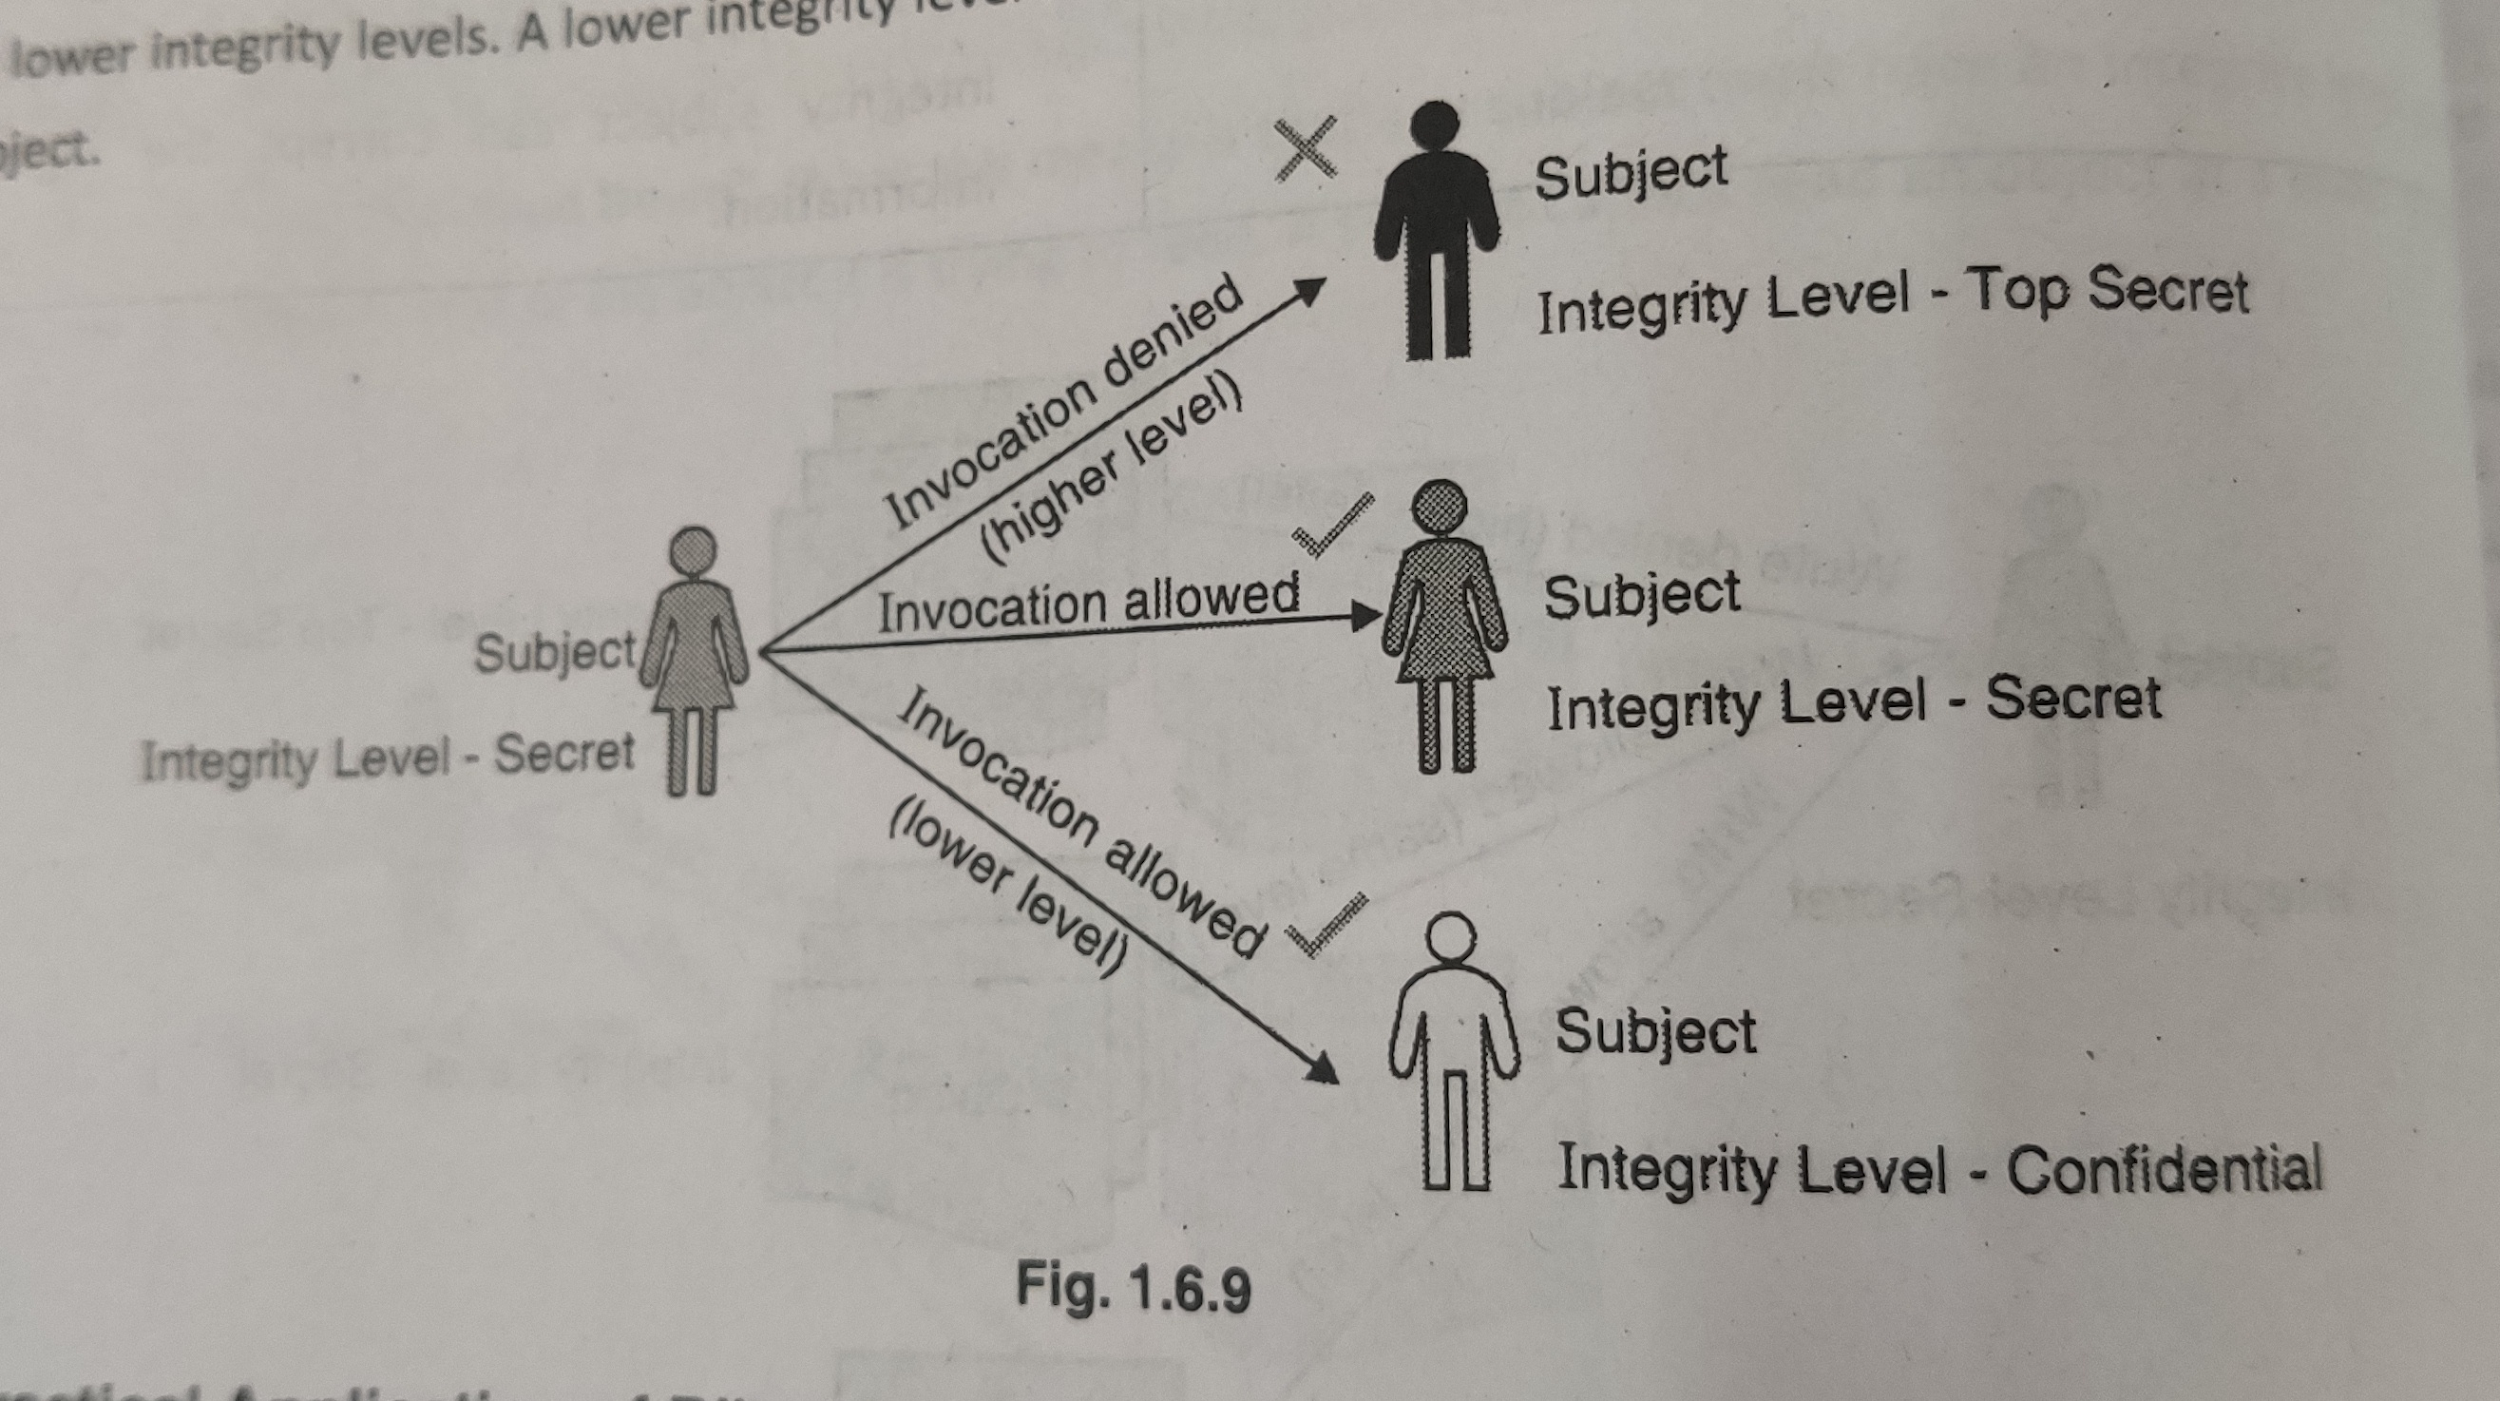 lower integrity levels. A lower integrity
Subject
Integrity Level - Top Secret
Invocation denied
(higher level)
Invocation allowed
Subject
Integrity Level - Secret
Subject
Integrity Level - Secret
Invocation allowed
(lower level)
Subject
Integrity Level - Confidential
Fig. 1.6.9